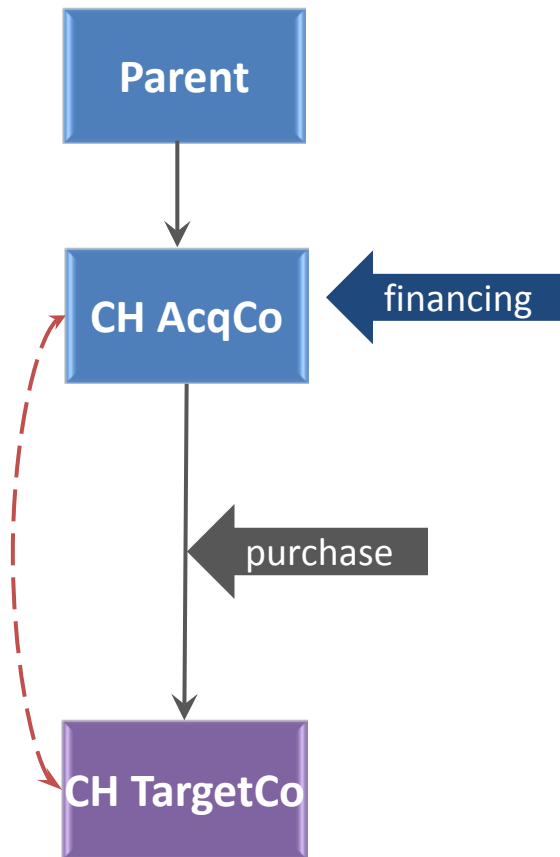 Parent
CH AcqCo
financing
purchase
CH TargetCo